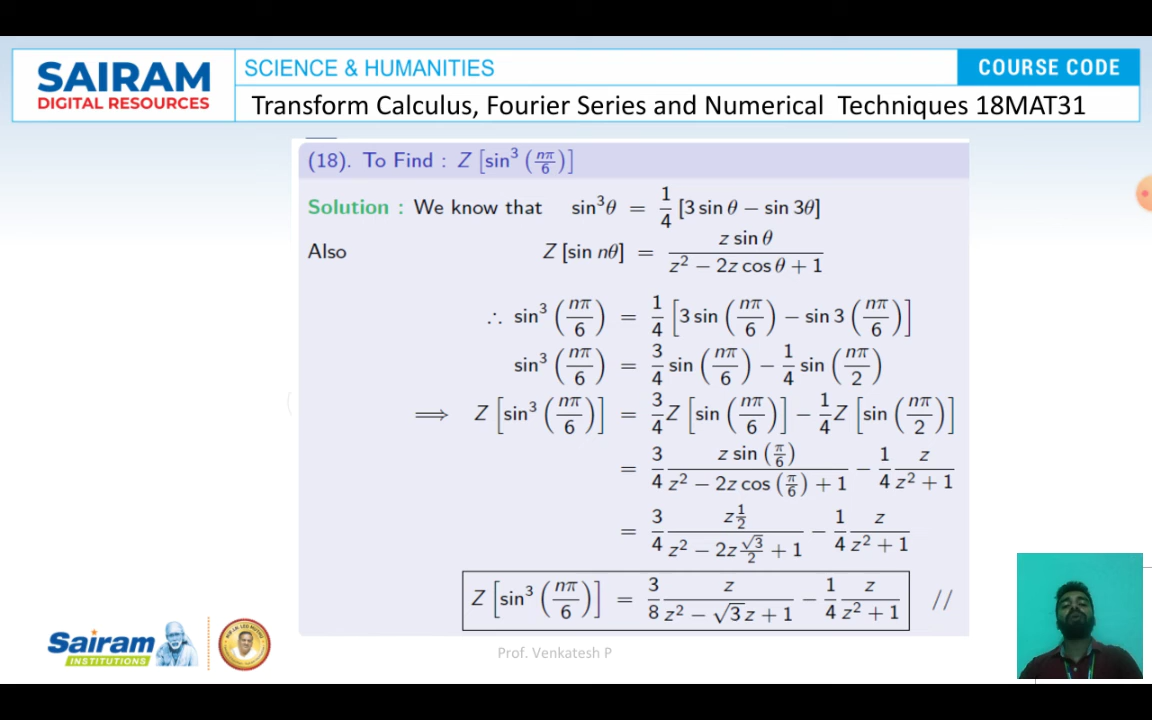 SAIRAM
DIGITAL RESOURCES
SCIENCE & HUMANITIES
COURSE CODE
Transform Calculus, Fourier Series and Numerical Techniques 18MAT31
(18). To Find : Z [sin³ (nπ/6)]
Solution : We know that sin³θ = 1/4 [3 sin θ − sin 3θ]
Also Z [sin nθ] = z sin θ / z² − 2z cos θ + 1
∴ sin³ (nπ/6) = 1/4 [3 sin (nπ/6) − sin 3 (nπ/6)]
sin³ (nπ/6) = 3/4 sin (nπ/6) − 1/4 sin (nπ/2)
⟹ Z [sin³ (nπ/6)] = 3/4 Z [sin (nπ/6)] − 1/4 Z [sin (nπ/2)]
= 3/4 z sin (π/6) / z² − 2z cos (π/6) + 1 − 1/4 z / z² + 1
= 3/4 z 1/2 / z² − 2z √3/2 + 1 − 1/4 z / z² + 1
Z [sin³ (nπ/6)] = 3/8 z / z² − √3 z + 1 − 1/4 z / z² + 1 //
Sairam
INSTITUTIONS
Prof. Venkatesh P